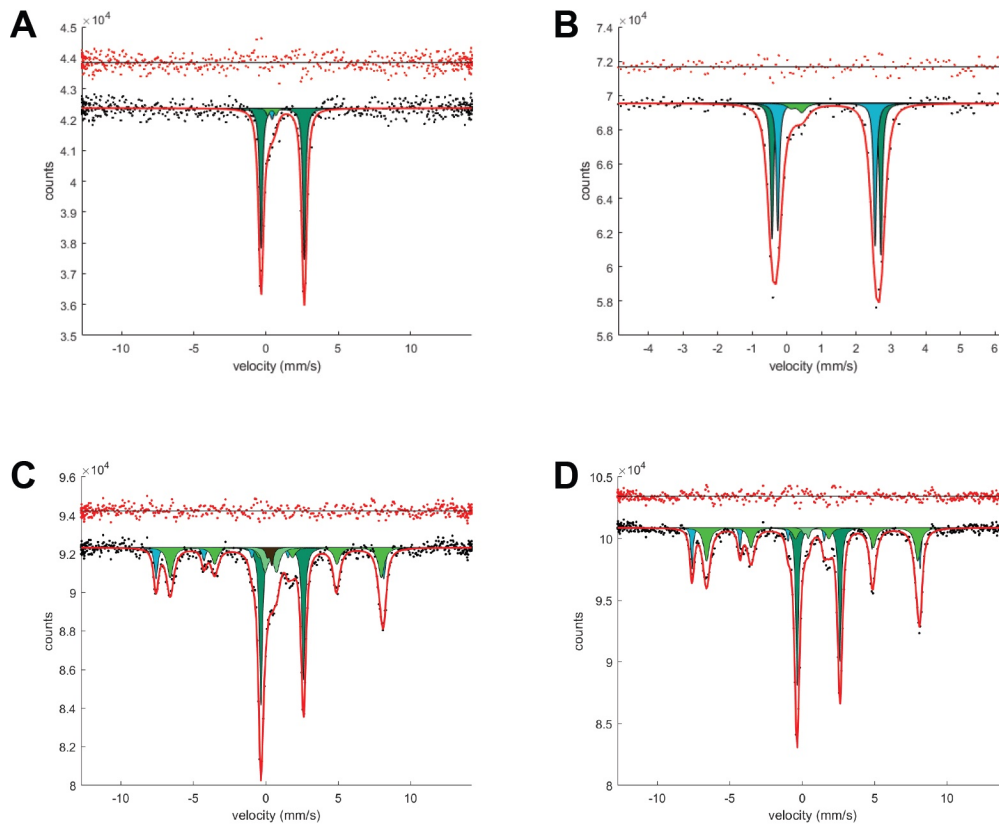 A
×10⁴
4.5
4.4
4.3
4.2
4.1
4
3.9
3.8
3.7
3.6
3.5
counts
-10 -5 0 5 10
velocity (mm/s)
B
×10⁴
7.4
7.2
7
6.8
6.6
6.4
6.2
6
5.8
5.6
counts
-4 -3 -2 -1 0 1 2 3 4 5 6
velocity (mm/s)
C
×10⁴
9.6
9.4
9.2
9
8.8
8.6
8.4
8.2
8
counts
-10 -5 0 5 10
velocity (mm/s)
D
×10⁴
10.5
10
9.5
9
8.5
8
counts
-10 -5 0 5 10
velocity (mm/s)